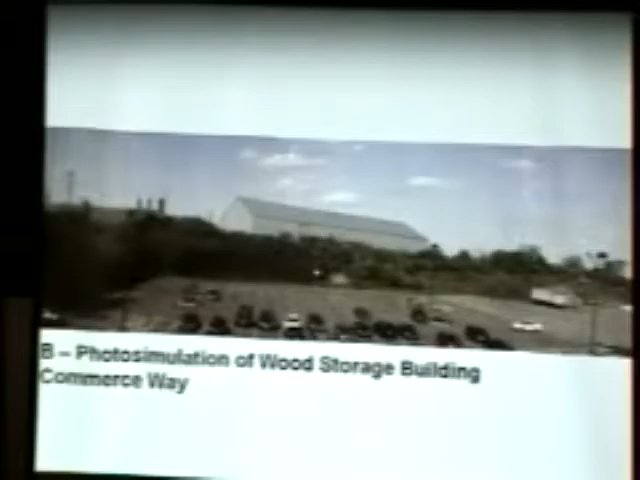 B – Photosimulation of Wood Storage Building
Commerce Way